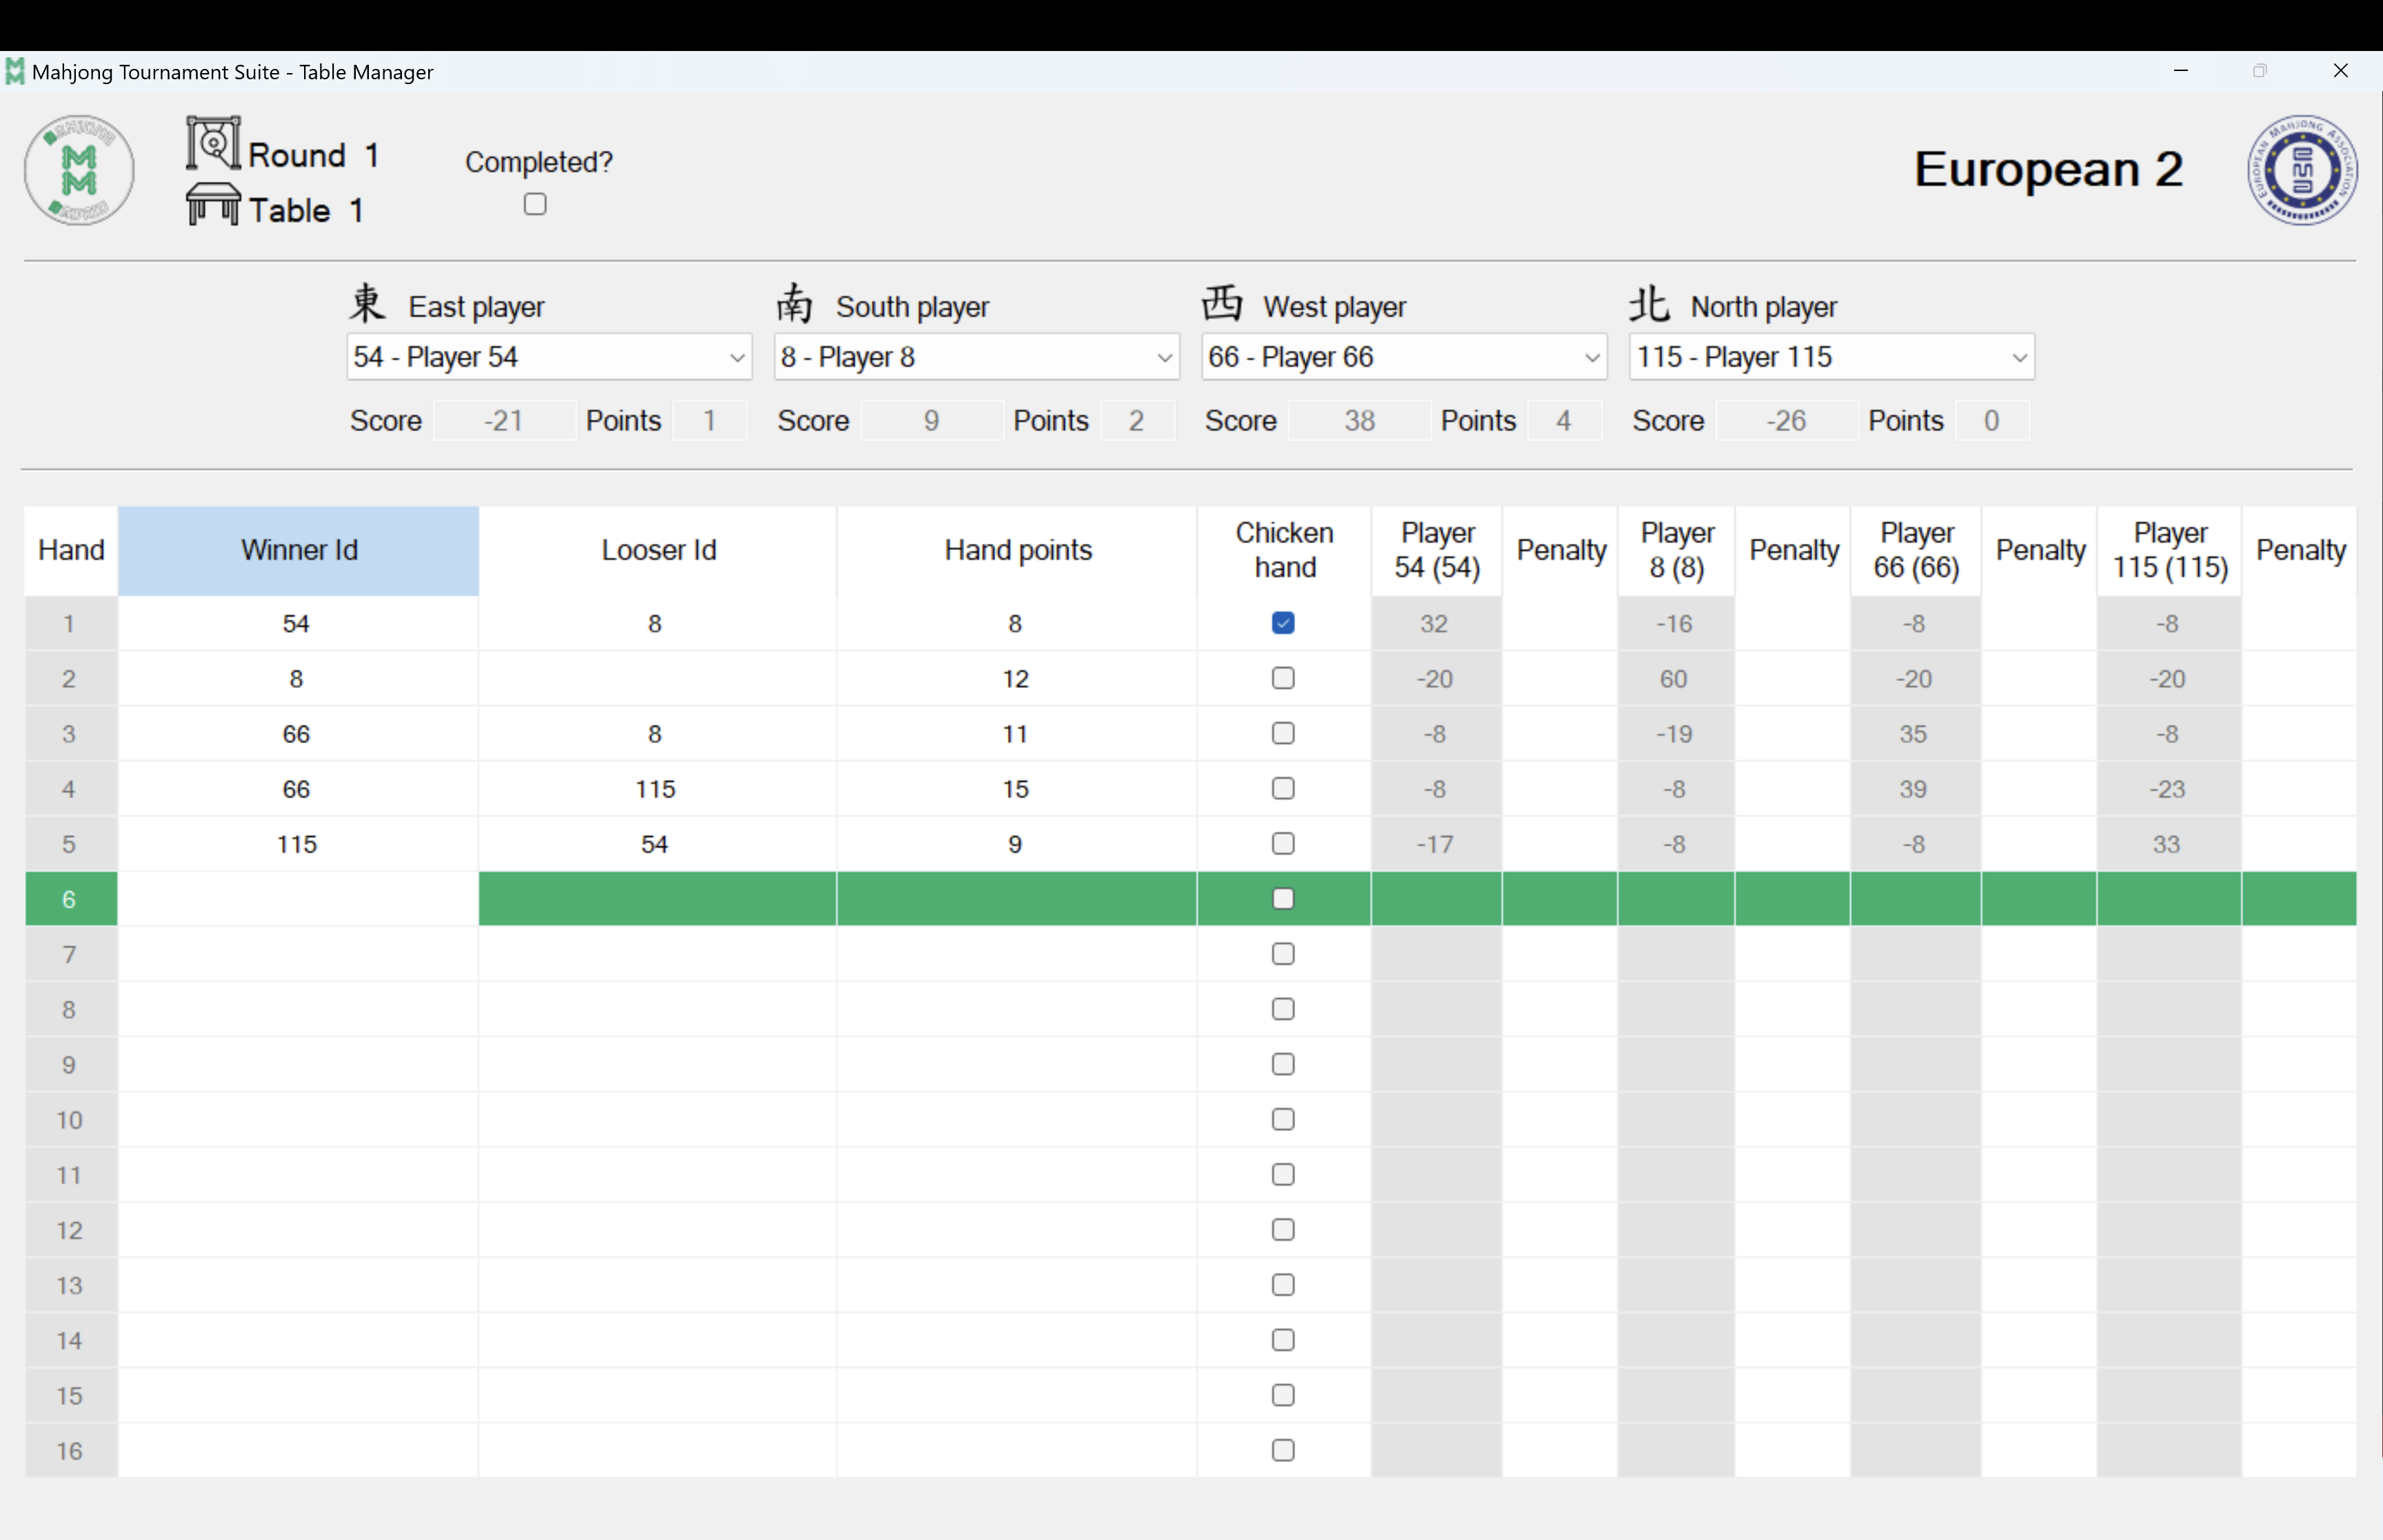 Mahjong Tournament Suite - Table Manager
Round 1
Table 1
Completed?
European 2
EUROPEAN MAHJONG ASSOCIATION
東 East player
南 South player
西 West player
北 North player
54 - Player 54
8 - Player 8
66 - Player 66
115 - Player 115
Score -21 Points 1
Score 9 Points 2
Score 38 Points 4
Score -26 Points 0
Hand Winner Id Looser Id Hand points Chicken hand Player 54 (54) Penalty Player 8 (8) Penalty Player 66 (66) Penalty Player 115 (115) Penalty
1 54 8 8 32 -16 -8 -8
2 8 12 -20 60 -20 -20
3 66 8 11 -8 -19 35 -8
4 66 115 15 -8 -8 39 -23
5 115 54 9 -17 -8 -8 33
6
7
8
9
10
11
12
13
14
15
16